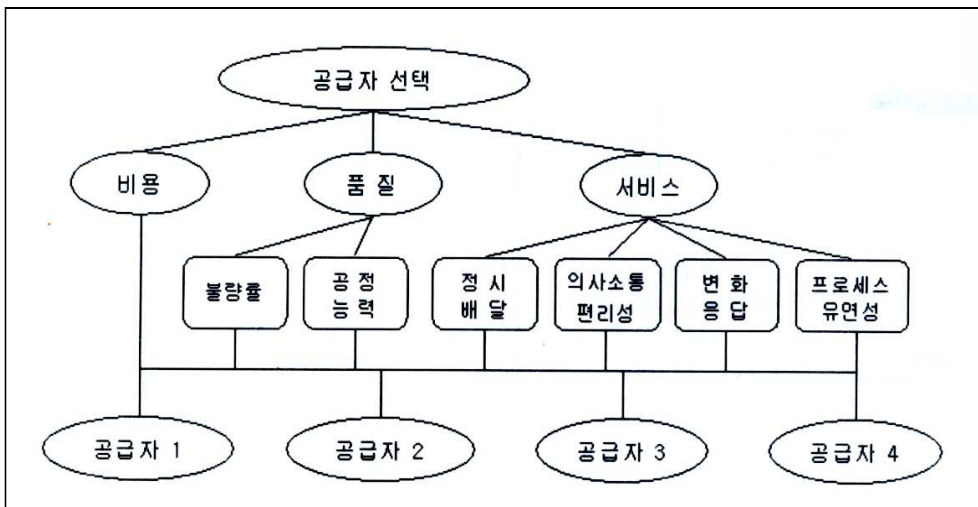 공급자 선택
비용
품 질
서비스
불량률
공 정
능 력
정 시
배 달
의사소통
편리성
변 화
응 답
프로세스
유연성
공급자 1
공급자 2
공급자 3
공급자 4